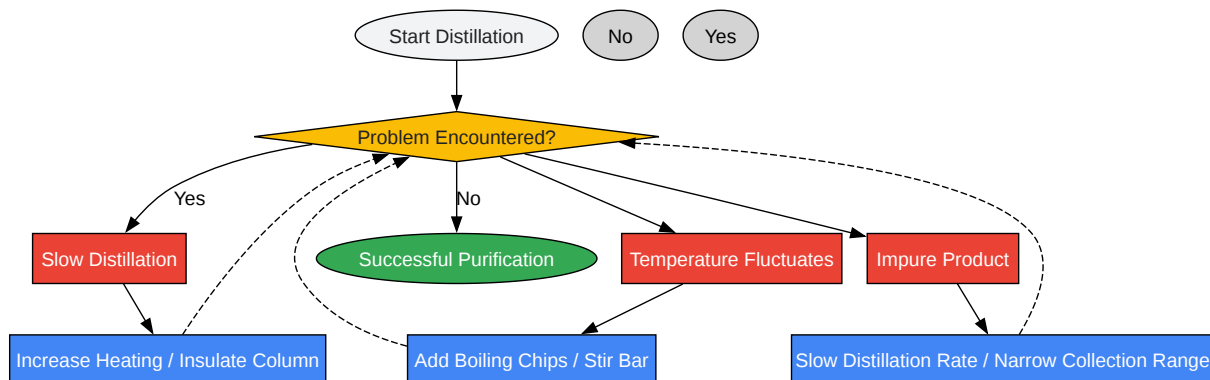 Start Distillation
No
Yes
Problem Encountered?
Yes
No
Slow Distillation
Successful Purification
Temperature Fluctuates
Impure Product
Increase Heating / Insulate Column
Add Boiling Chips / Stir Bar
Slow Distillation Rate / Narrow Collection Range